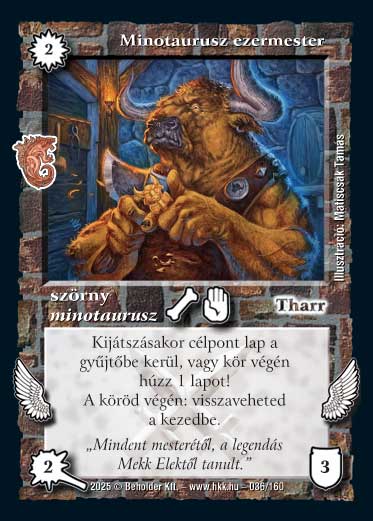 2
Minotaurusz ezermester
Illusztráció: Matiscsák Tamás
szörny
minotaurusz
Tharr
Kijátszásakor célpont lap a
gyűjtőbe kerül, vagy kör végén
húzz 1 lapot!
A köröd végén: visszaveheted
a kezedbe.
„Mindent mesterétől, a legendás
Mekk Elektől tanult.”
2
3
2025 © Beholder Kft. – www.hkk.hu – 036/160